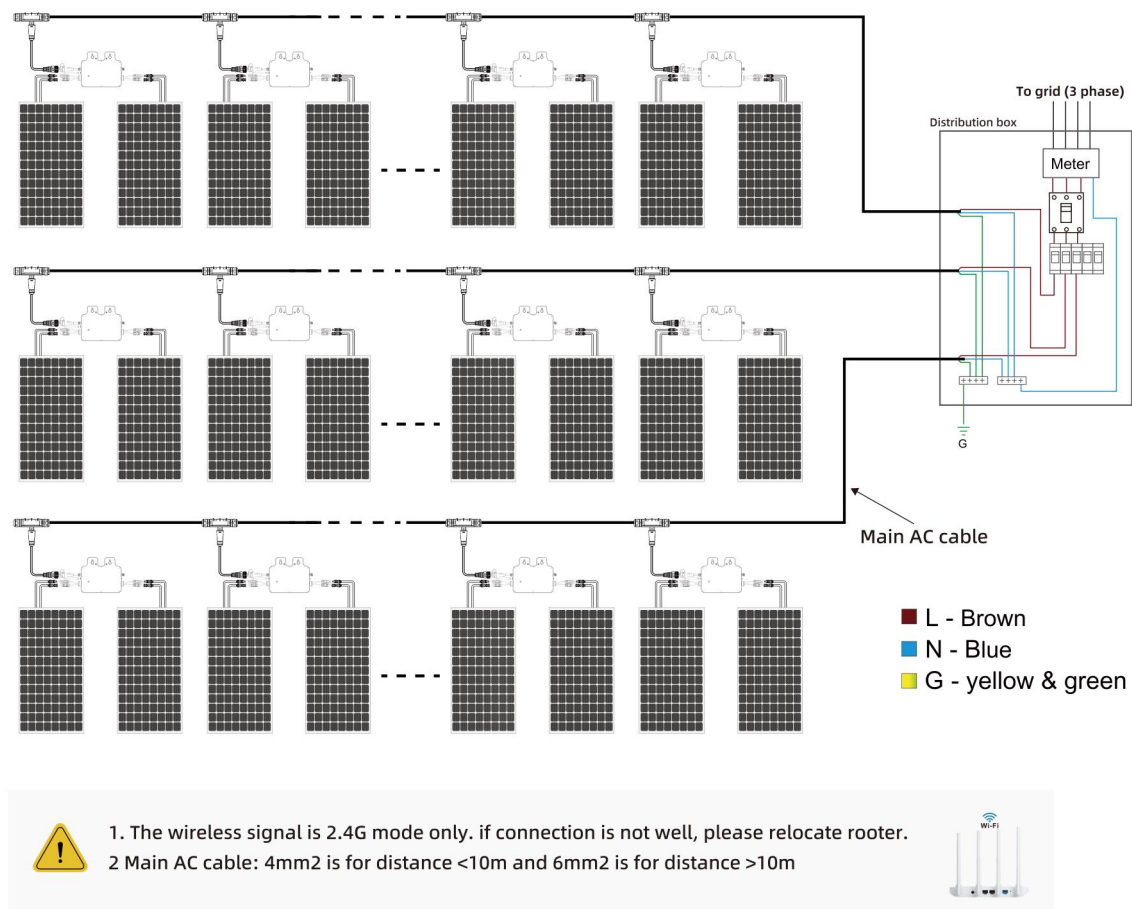 To grid (3 phase)
Distribution box
Meter
G
Main AC cable
L - Brown
N - Blue
G - yellow & green
1. The wireless signal is 2.4G mode only. if connection is not well, please relocate rooter.
2 Main AC cable: 4mm2 is for distance <10m and 6mm2 is for distance >10m
Wi-Fi